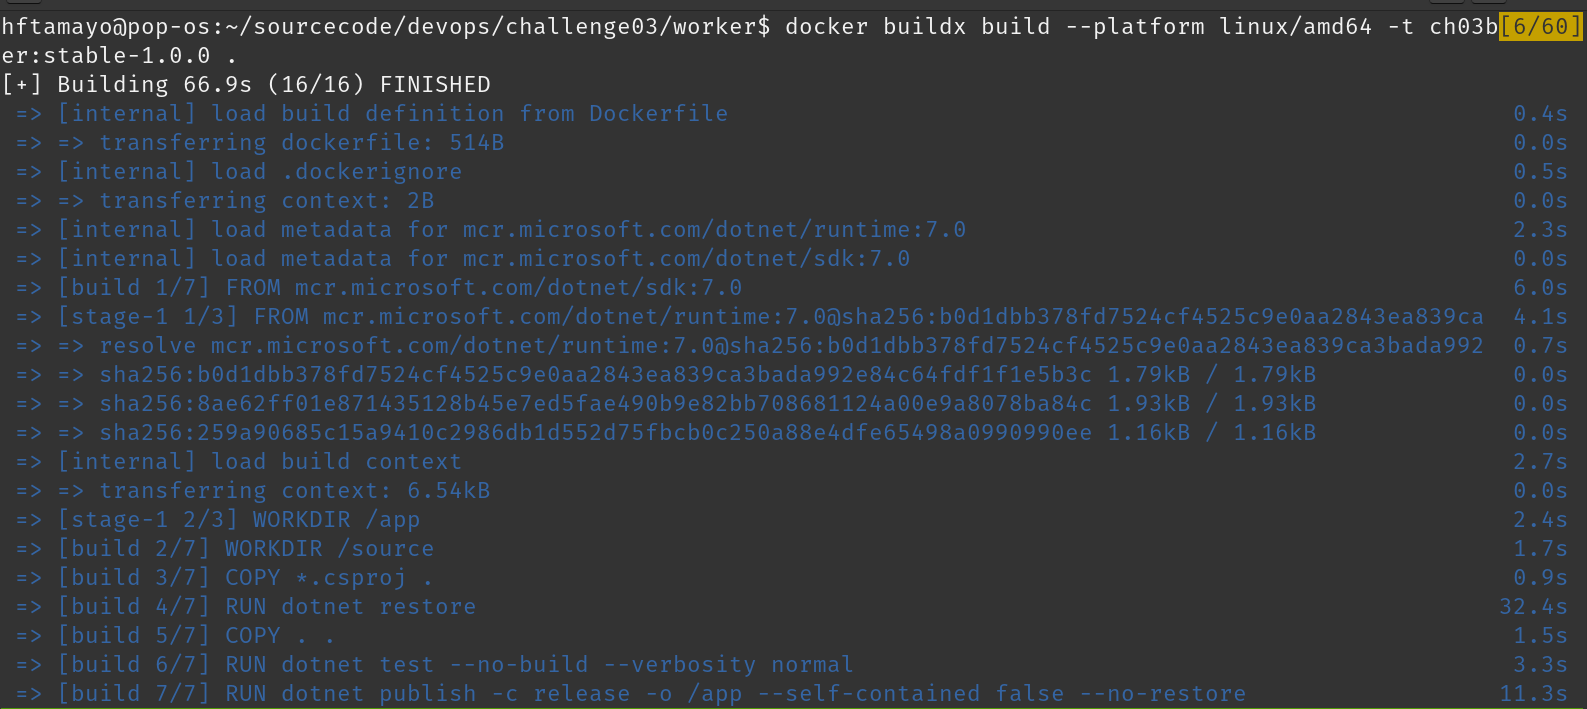 hftamayo@pop-os:~/sourcecode/devops/challenge03/worker$ docker buildx build --platform linux/amd64 -t ch03b[6/60]
er:stable-1.0.0 .
[+] Building 66.9s (16/16) FINISHED
=> [internal] load build definition from Dockerfile 0.4s
=> => transferring dockerfile: 514B 0.0s
=> [internal] load .dockerignore 0.5s
=> => transferring context: 2B 0.0s
=> [internal] load metadata for mcr.microsoft.com/dotnet/runtime:7.0 2.3s
=> [internal] load metadata for mcr.microsoft.com/dotnet/sdk:7.0 0.0s
=> [build 1/7] FROM mcr.microsoft.com/dotnet/sdk:7.0 6.0s
=> [stage-1 1/3] FROM mcr.microsoft.com/dotnet/runtime:7.0@sha256:b0d1dbb378fd7524cf4525c9e0aa2843ea839ca 4.1s
=> => resolve mcr.microsoft.com/dotnet/runtime:7.0@sha256:b0d1dbb378fd7524cf4525c9e0aa2843ea839ca3bada992 0.7s
=> => sha256:b0d1dbb378fd7524cf4525c9e0aa2843ea839ca3bada992e84c64fdf1f1e5b3c 1.79kB / 1.79kB 0.0s
=> => sha256:8ae62ff01e871435128b45e7ed5fae490b9e82bb708681124a00e9a8078ba84c 1.93kB / 1.93kB 0.0s
=> => sha256:259a90685c15a9410c2986db1d552d75fbcb0c250a88e4dfe65498a0990990ee 1.16kB / 1.16kB 0.0s
=> [internal] load build context 2.7s
=> => transferring context: 6.54kB 0.0s
=> [stage-1 2/3] WORKDIR /app 2.4s
=> [build 2/7] WORKDIR /source 1.7s
=> [build 3/7] COPY *.csproj . 0.9s
=> [build 4/7] RUN dotnet restore 32.4s
=> [build 5/7] COPY . . 1.5s
=> [build 6/7] RUN dotnet test --no-build --verbosity normal 3.3s
=> [build 7/7] RUN dotnet publish -c release -o /app --self-contained false --no-restore 11.3s